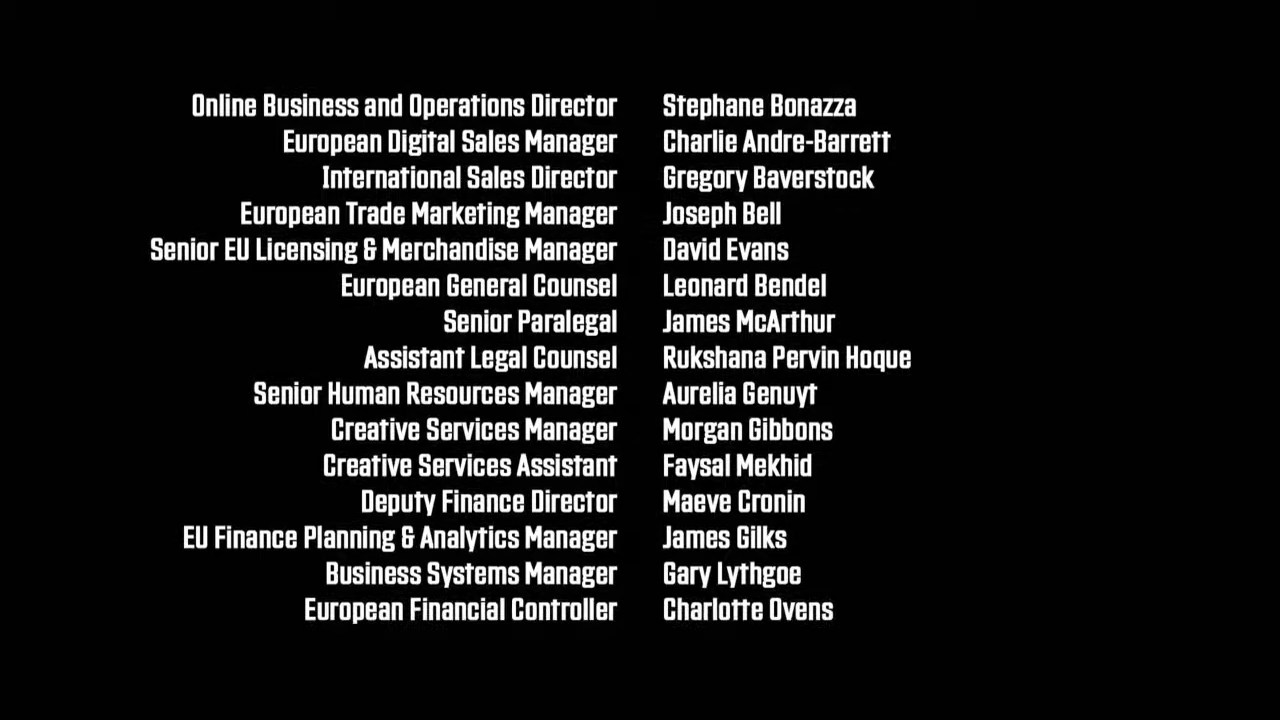 Online Business and Operations Director Stephane Bonazza
European Digital Sales Manager Charlie Andre-Barrett
International Sales Director Gregory Baverstock
European Trade Marketing Manager Joseph Bell
Senior EU Licensing & Merchandise Manager David Evans
European General Counsel Leonard Bendel
Senior Paralegal James McArthur
Assistant Legal Counsel Rukshana Pervin Hoque
Senior Human Resources Manager Aurelia Genuyt
Creative Services Manager Morgan Gibbons
Creative Services Assistant Faysal Mekhid
Deputy Finance Director Maeve Cronin
EU Finance Planning & Analytics Manager James Gilks
Business Systems Manager Gary Lythgoe
European Financial Controller Charlotte Ovens